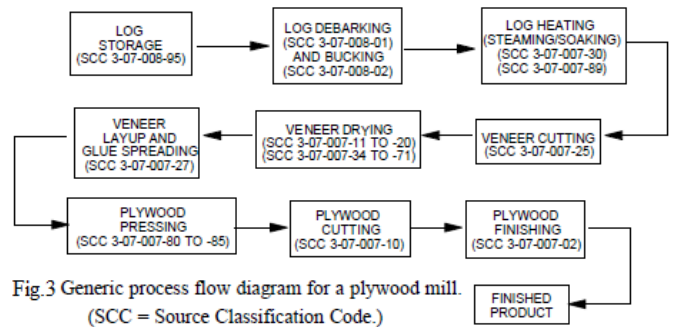 LOG
STORAGE
(SCC 3-07-008-95)
LOG DEBARKING
(SCC 3-07-008-01)
AND BUCKING
(SCC 3-07-008-02)
LOG HEATING
(STEAMING/SOAKING)
(SCC 3-07-007-30)
(SCC 3-07-007-89)
VENEER
LAYUP AND
GLUE SPREADING
(SCC 3-07-007-27)
VENEER DRYING
(SCC 3-07-007-11 TO -20)
(SCC 3-07-007-34 TO -71)
VENEER CUTTING
(SCC 3-07-007-25)
PLYWOOD
PRESSING
(SCC 3-07-007-80 TO -85)
PLYWOOD
CUTTING
(SCC 3-07-007-10)
PLYWOOD
FINISHING
(SCC 3-07-007-02)
FINISHED
PRODUCT
Fig.3 Generic process flow diagram for a plywood mill.
(SCC = Source Classification Code.)